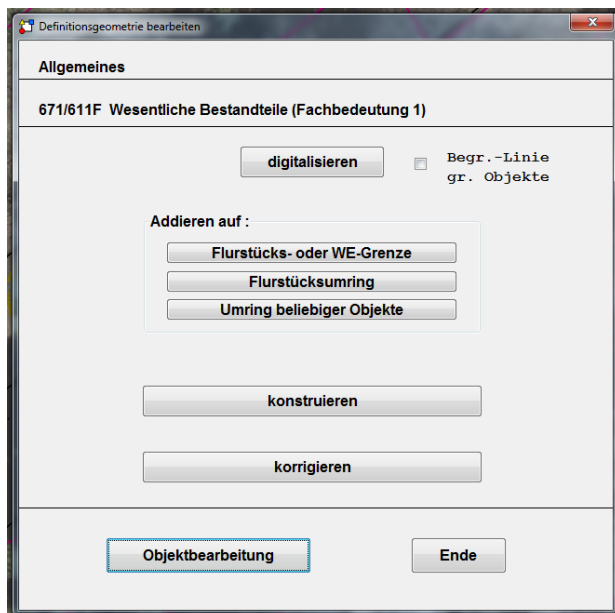 Definitionsgeometrie bearbeiten
Allgemeines
671/611F Wesentliche Bestandteile (Fachbedeutung 1)
digitalisieren
Begr.-Linie
gr. Objekte
Addieren auf :
Flurstücks- oder WE-Grenze
Flurstücksumring
Umring beliebiger Objekte
konstruieren
korrigieren
Objektbearbeitung
Ende